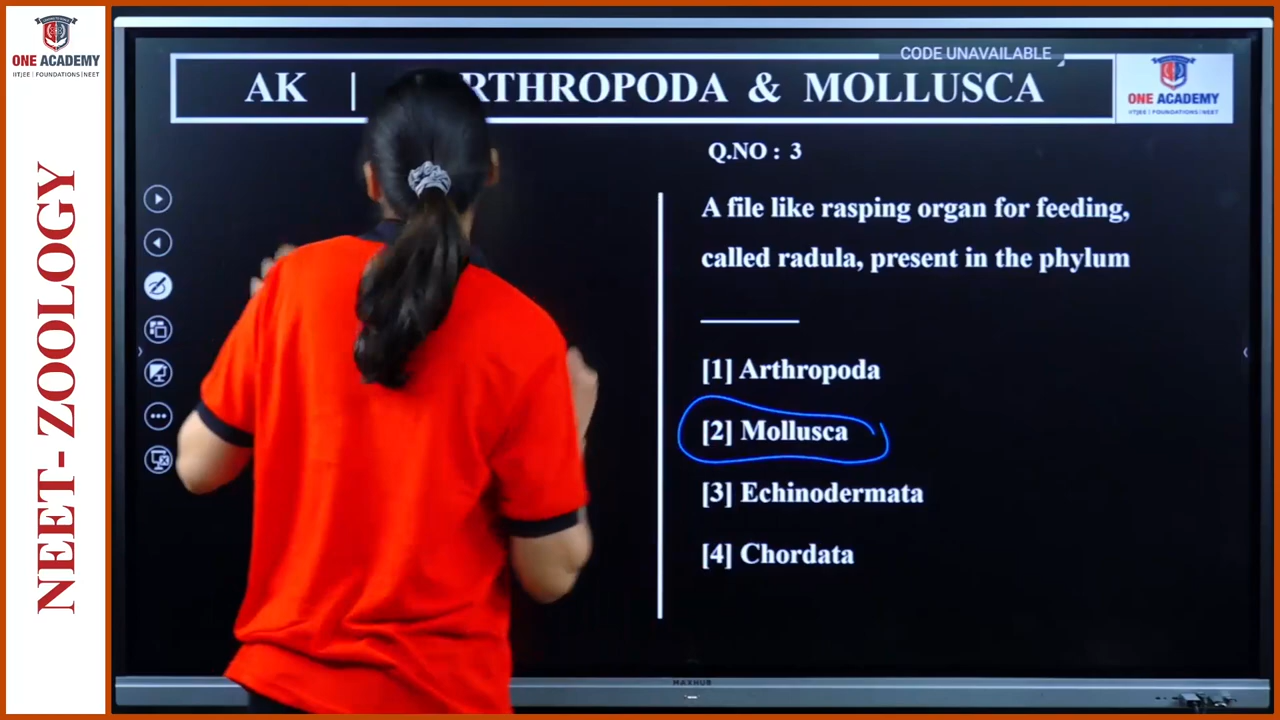 ONE ACADEMY
IITJEE | FOUNDATIONS | NEET
NEET- ZOOLOGY
CODE UNAVAILABLE
AK | RTHROPODA & MOLLUSCA
ONE ACADEMY
IITJEE | FOUNDATIONS | NEET
Q.NO : 3
A file like rasping organ for feeding,
called radula, present in the phylum
[1] Arthropoda
[2] Mollusca
[3] Echinodermata
[4] Chordata
MAXHUB